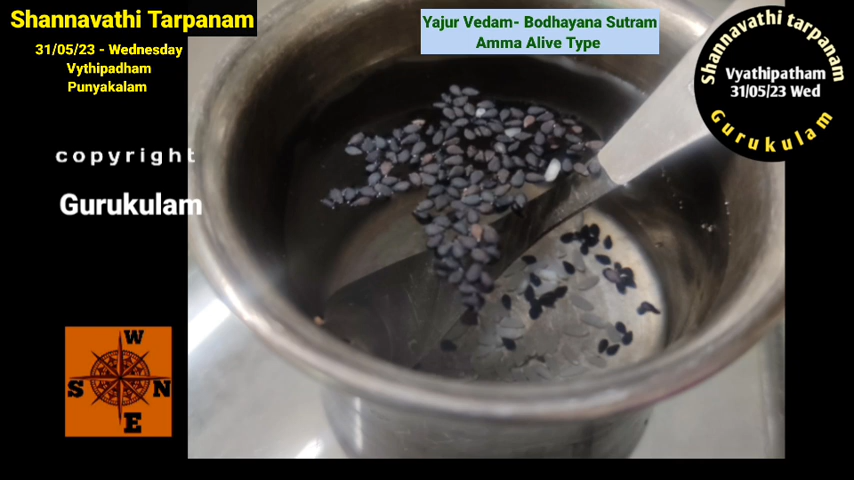 Shannavathi Tarpanam
31/05/23 - Wednesday
Vythipadham
Punyakalam
copyright
Gurukulam
W
S N
E
Yajur Vedam- Bodhayana Sutram
Amma Alive Type
Shannavathi tarpanam
Vyathipatham
31/05/23 Wed
Gurukulam